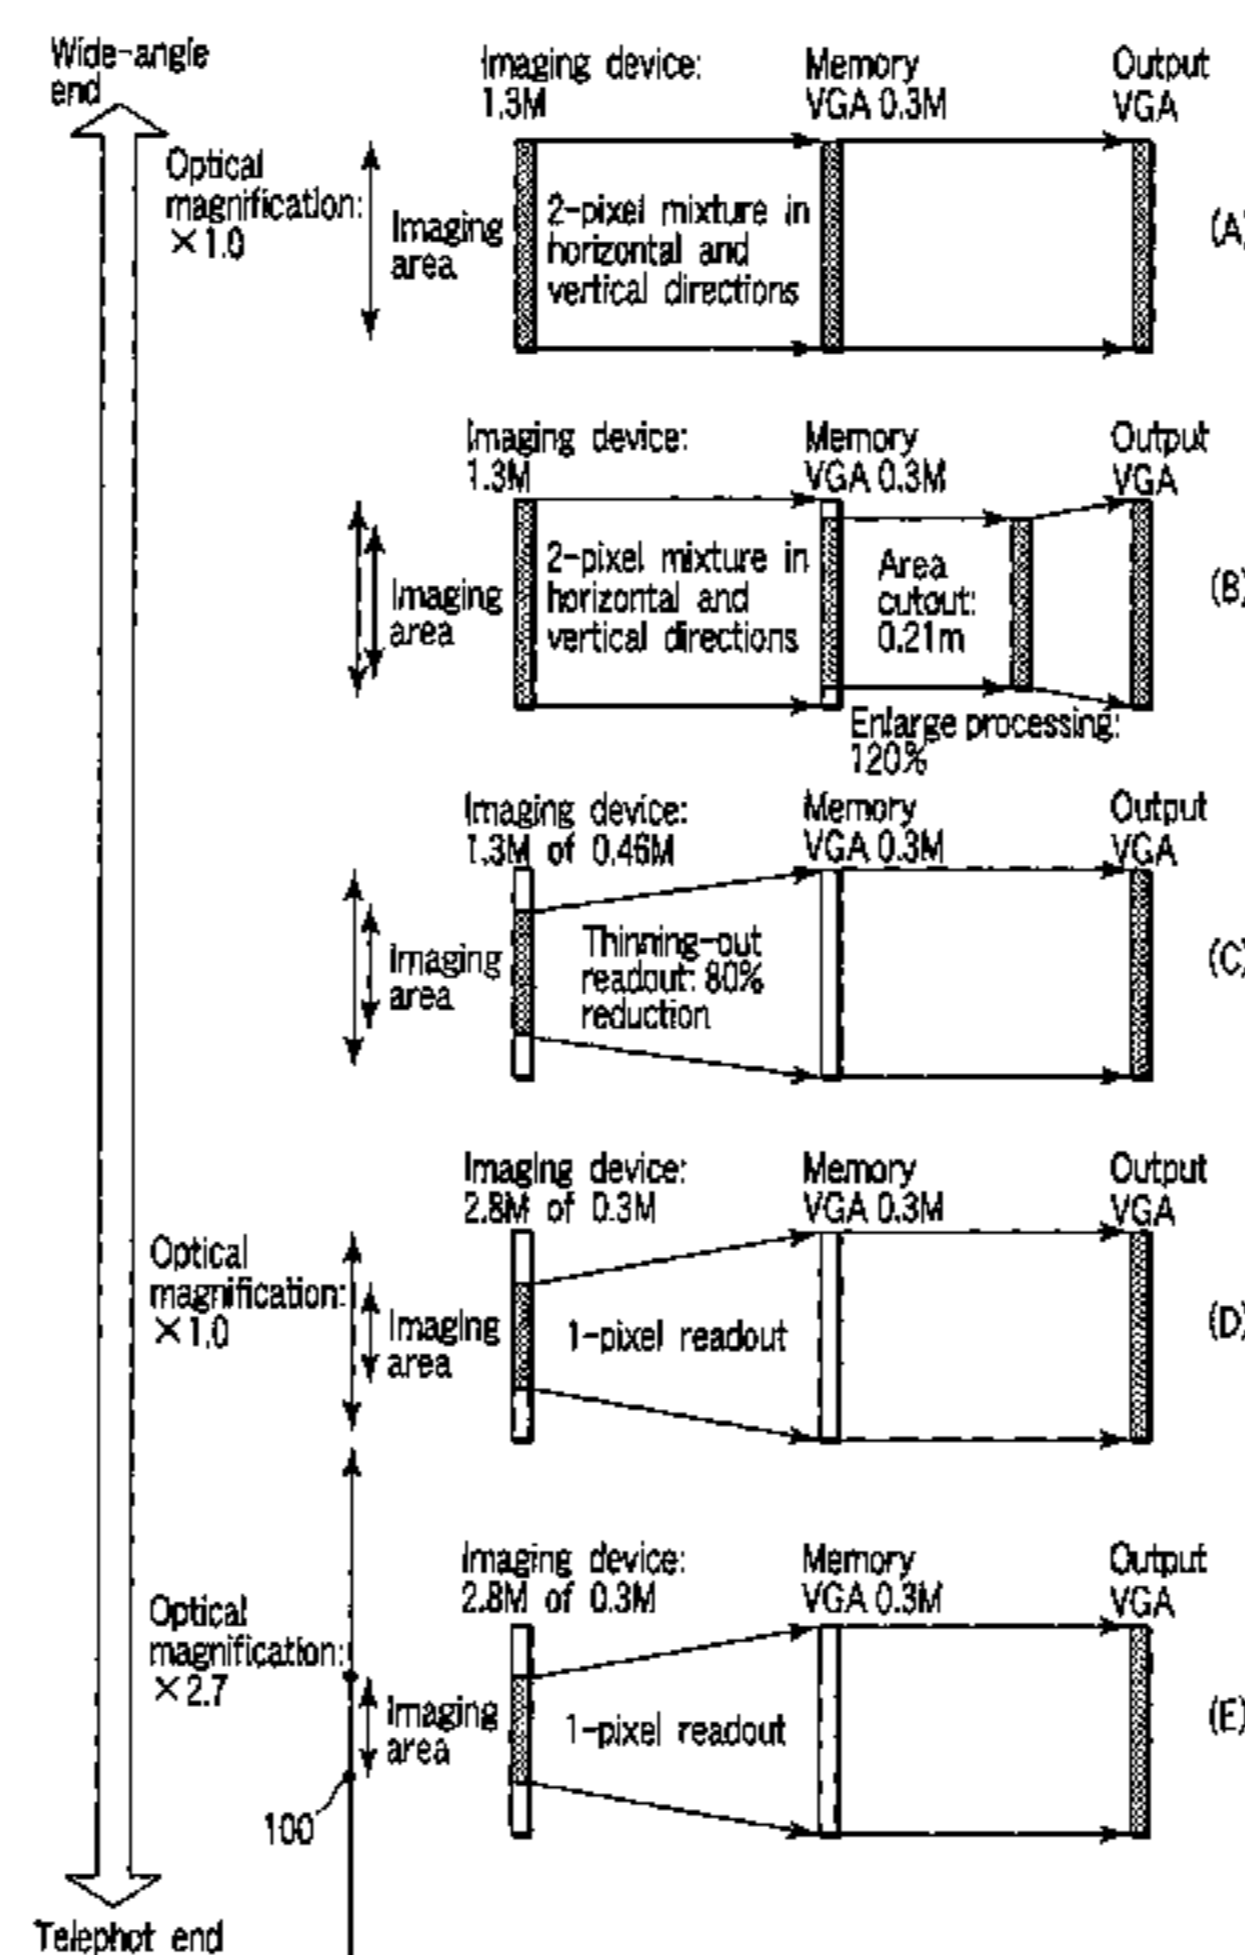 Wide-angle
end
Imaging device:
1.3M
Memory
VGA 0.3M
Output
VGA
Optical
magnification:
×1.0
Imaging
area
2-pixel mixture in
horizontal and
vertical directions
(A)
Imaging device:
1.3M
Memory
VGA 0.3M
Output
VGA
Imaging
area
2-pixel mixture in
horizontal and
vertical directions
Area
cutout:
0.21m
(B)
Enlarge processing:
120%
Imaging device:
1.3M of 0.46M
Memory
VGA 0.3M
Output
VGA
Imaging
area
Thinning-out
readout: 80%
reduction
(C)
Imaging device:
2.8M of 0.3M
Memory
VGA 0.3M
Output
VGA
Optical
magnification:
×1.0
Imaging
area
1-pixel readout
(D)
Imaging device:
2.8M of 0.3M
Memory
VGA 0.3M
Output
VGA
Optical
magnification:
×2.7
Imaging
area
1-pixel readout
(E)
100
Telephot end